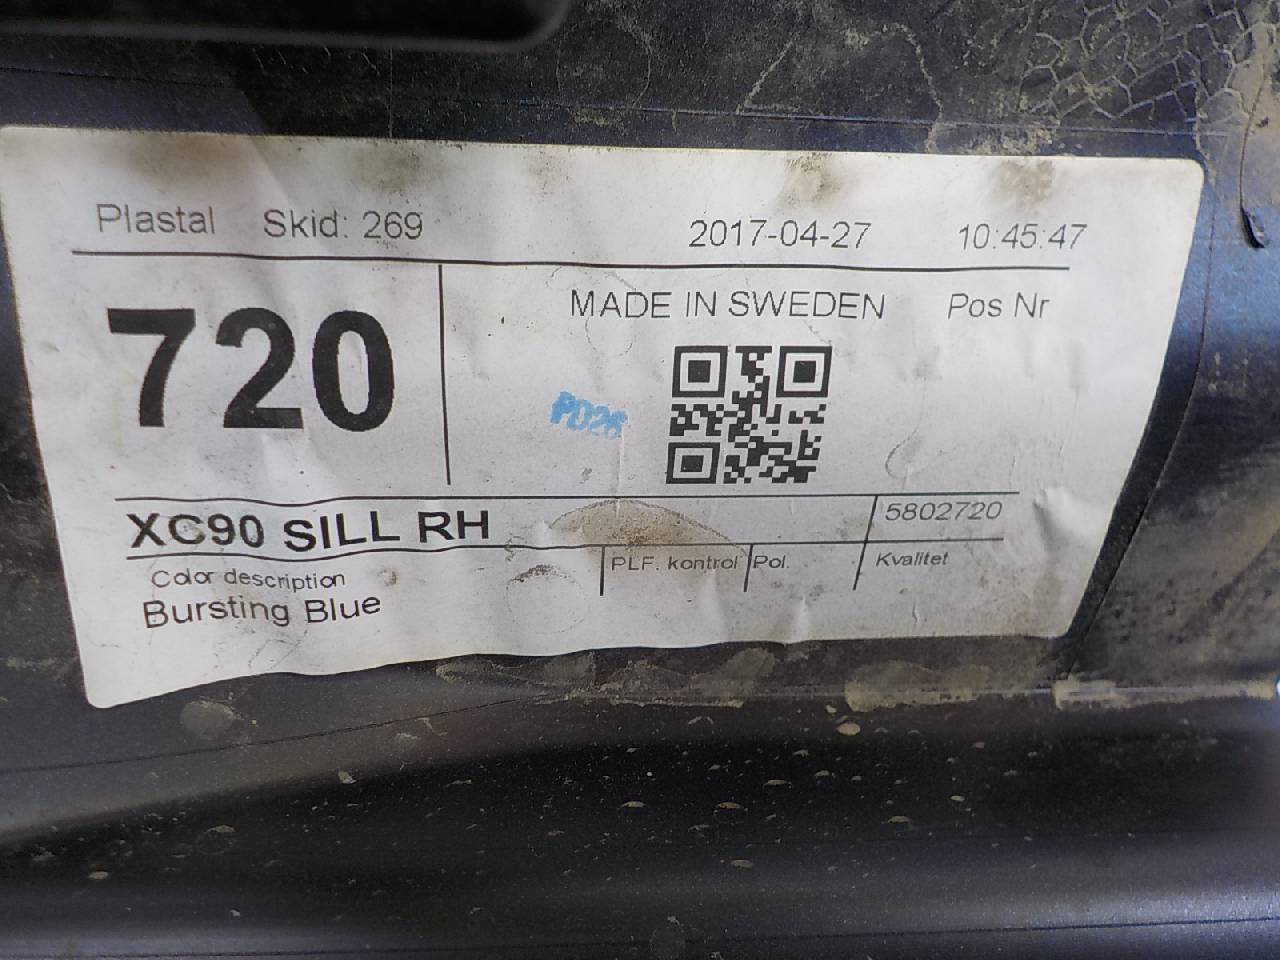 Plastal Skid: 269 2017-04-27 10:45:47
720 MADE IN SWEDEN Pos Nr
PD26
XC90 SILL RH 5802720
Color description PLF. kontrol Pol. Kvalitet
Bursting Blue